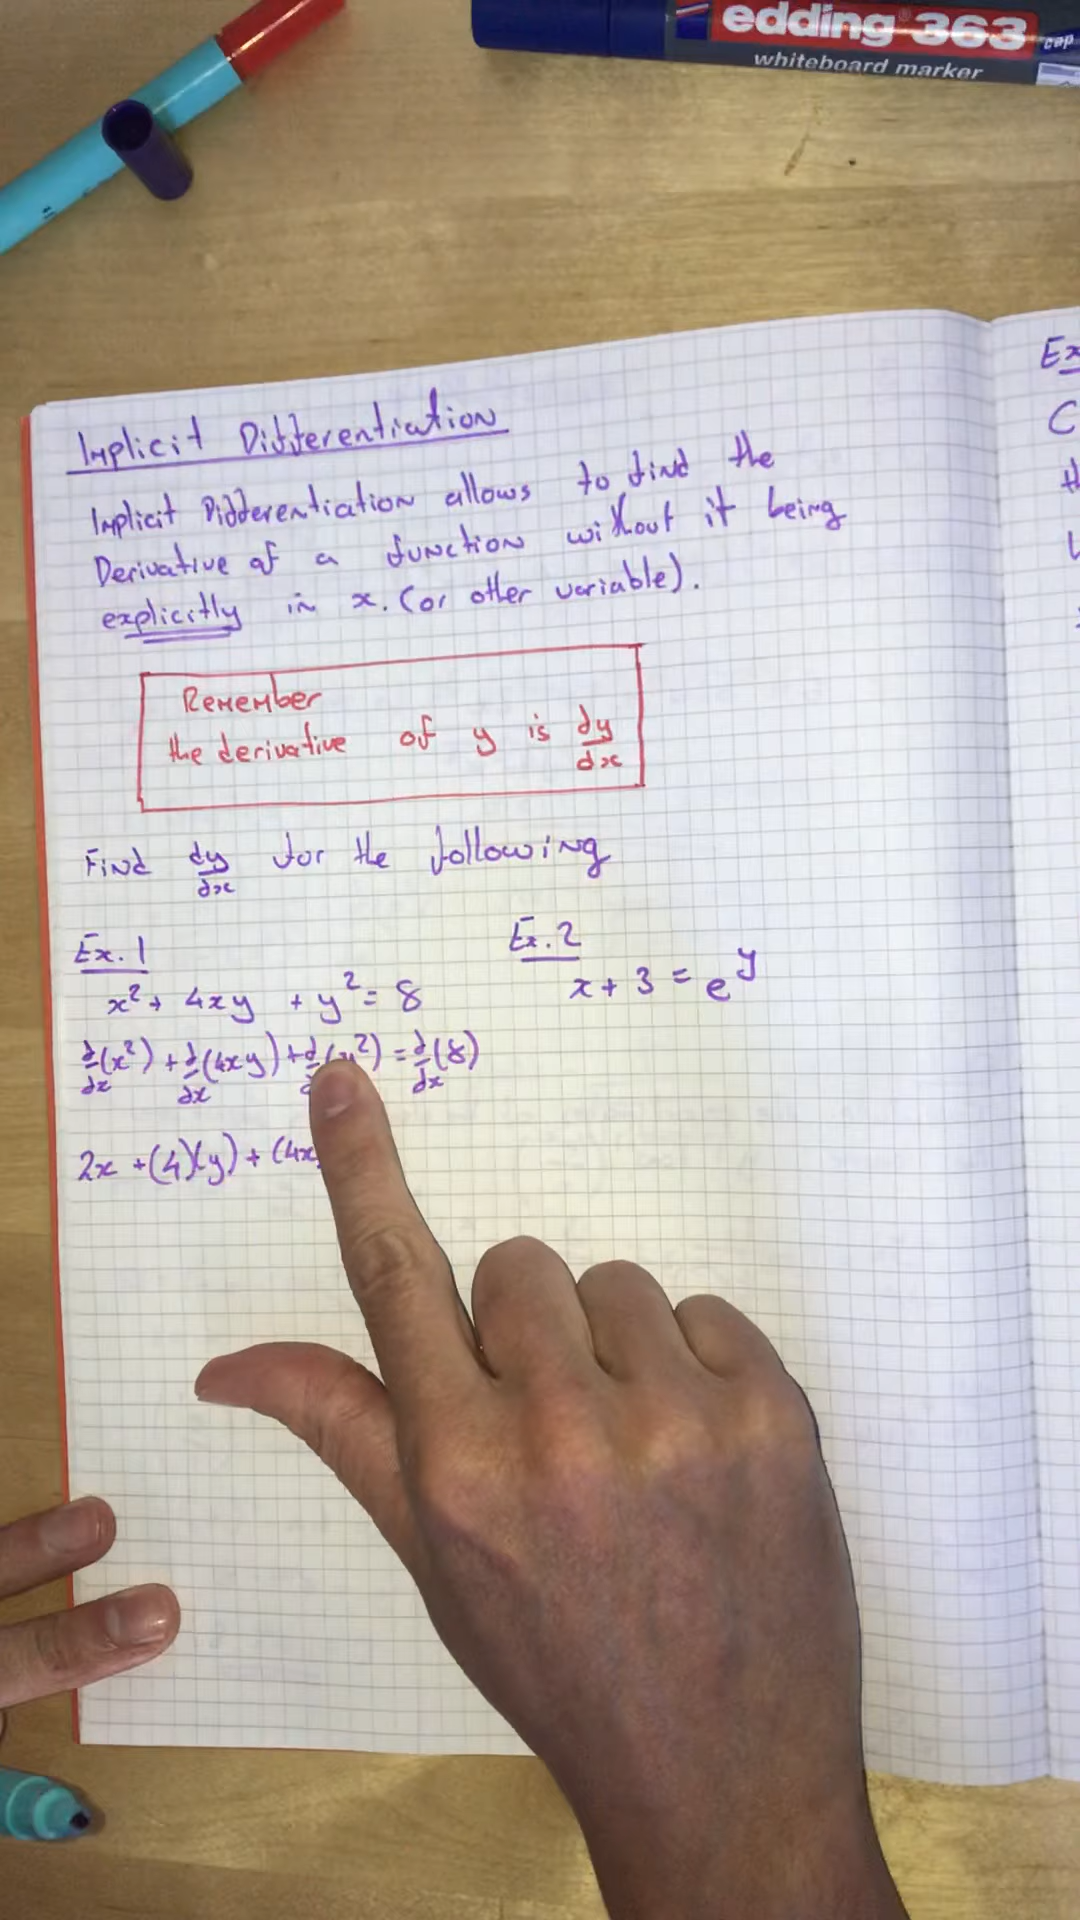 edding 363
cap
whiteboard marker
Implicit Differentiation
Implicit Differentiation allows to find the
Derivative of a function without it being
explicitly in x. (or other variable).
Remember
the derivative of y is dy/dx
Find dy/dx for the following
Ex. 1
x² + 4xy + y² = 8
d/dx(x²) + d/dx(4xy) + d/(y²) = d/dx(8)
2x + (4)(y) + (4x
Ex. 2
x + 3 = e^y
Ex
C